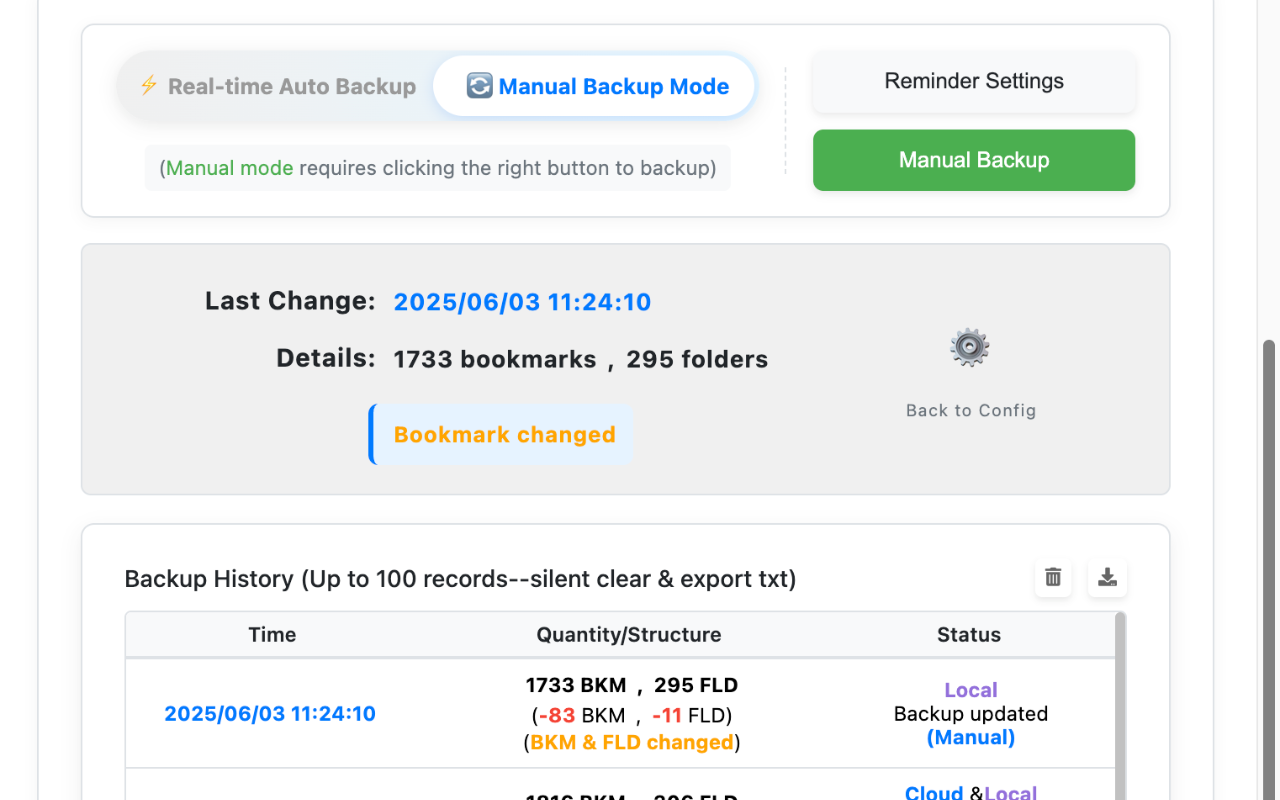 Real-time Auto Backup
Manual Backup Mode
Reminder Settings
(Manual mode requires clicking the right button to backup)
Manual Backup
Last Change: 2025/06/03 11:24:10
Details: 1733 bookmarks , 295 folders
Back to Config
Bookmark changed
Backup History (Up to 100 records--silent clear & export txt)
Time Quantity/Structure Status
2025/06/03 11:24:10
1733 BKM , 295 FLD
(-83 BKM , -11 FLD)
(BKM & FLD changed)
Local
Backup updated
(Manual)
1816 BKM , 306 FLD
Cloud &Local